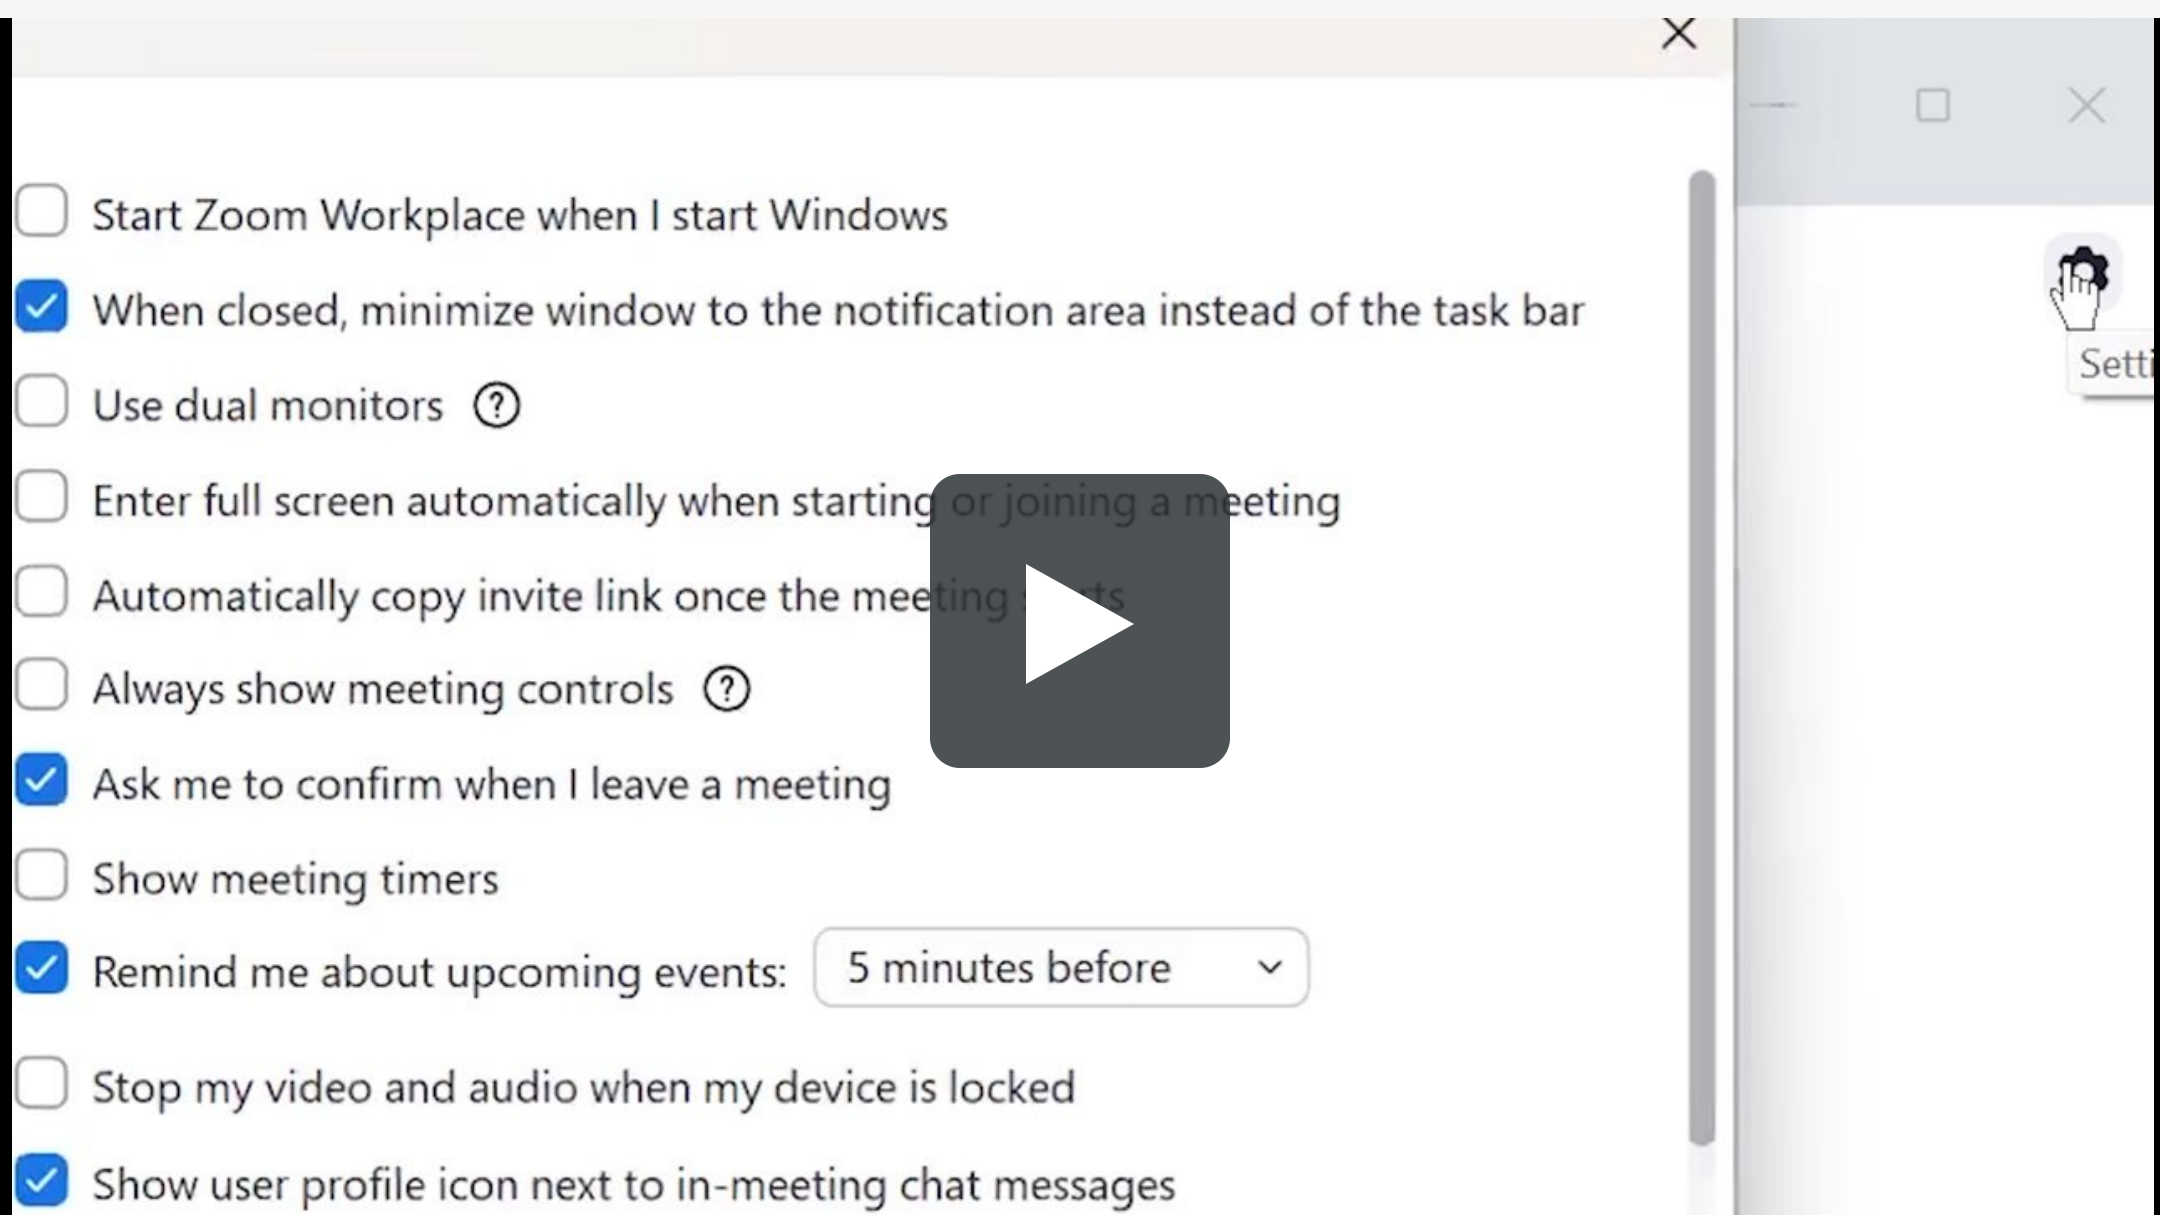 Start Zoom Workplace when I start Windows
Setti
When closed, minimize window to the notification area instead of the task bar
Use dual monitors ?
Enter full screen automatically when starting or joining a meeting
Automatically copy invite link once the meeting starts
Always show meeting controls ?
Ask me to confirm when I leave a meeting
Show meeting timers
Remind me about upcoming events: 5 minutes before
Stop my video and audio when my device is locked
Show user profile icon next to in-meeting chat messages